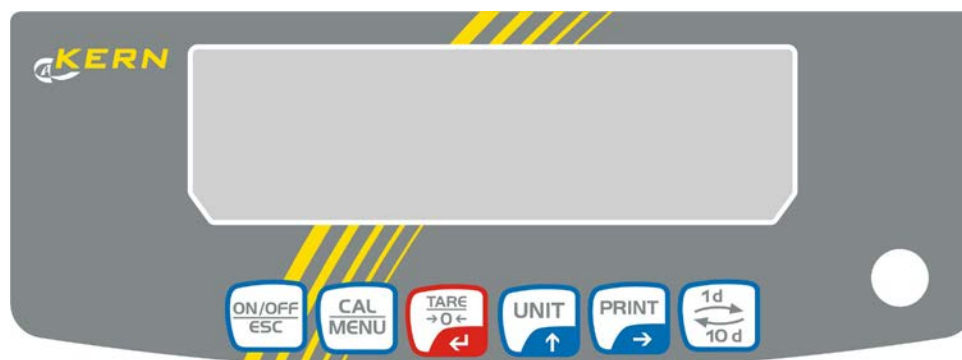 KERN
ON/OFF
ESC
CAL
MENU
TARE
→0←
↵
UNIT
↑
PRINT
→
1d
10 d